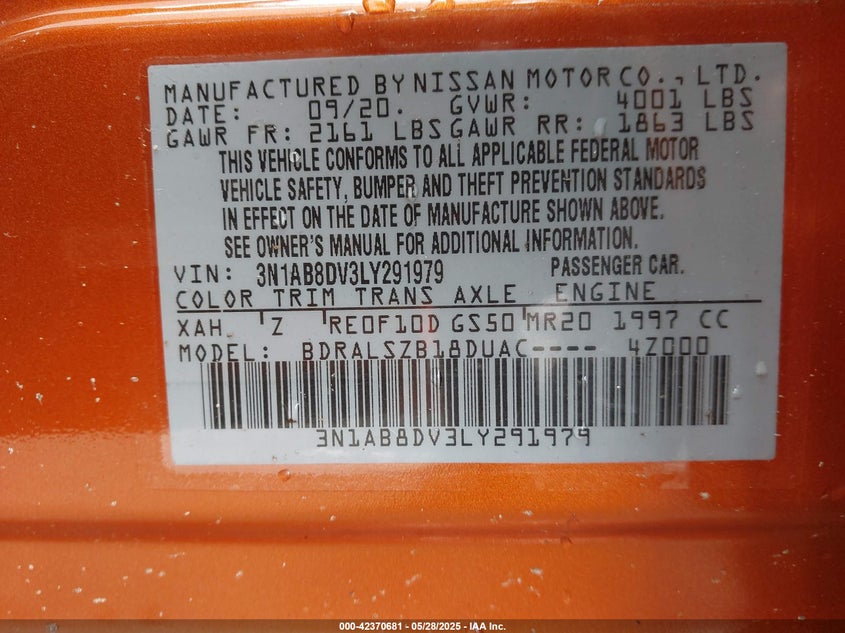 MANUFACTURED BY NISSAN MOTOR CO., LTD.
DATE: 09/20. GVWR: 4001 LBS
GAWR FR: 2161 LBS GAWR RR: 1863 LBS
THIS VEHICLE CONFORMS TO ALL APPLICABLE FEDERAL MOTOR
VEHICLE SAFETY, BUMPER AND THEFT PREVENTION STANDARDS
IN EFFECT ON THE DATE OF MANUFACTURE SHOWN ABOVE.
SEE OWNER'S MANUAL FOR ADDITIONAL INFORMATION.
VIN: 3N1AB8DV3LY291979 PASSENGER CAR.
COLOR TRIM TRANS AXLE ENGINE
XAH Z RE0F10D GS50 MR20 1997 CC
MODEL: BDRALSZB18DUAC---- 4Z000
3N1AB8DV3LY291979
000-42370681 - 05/28/2025 - IAA Inc.